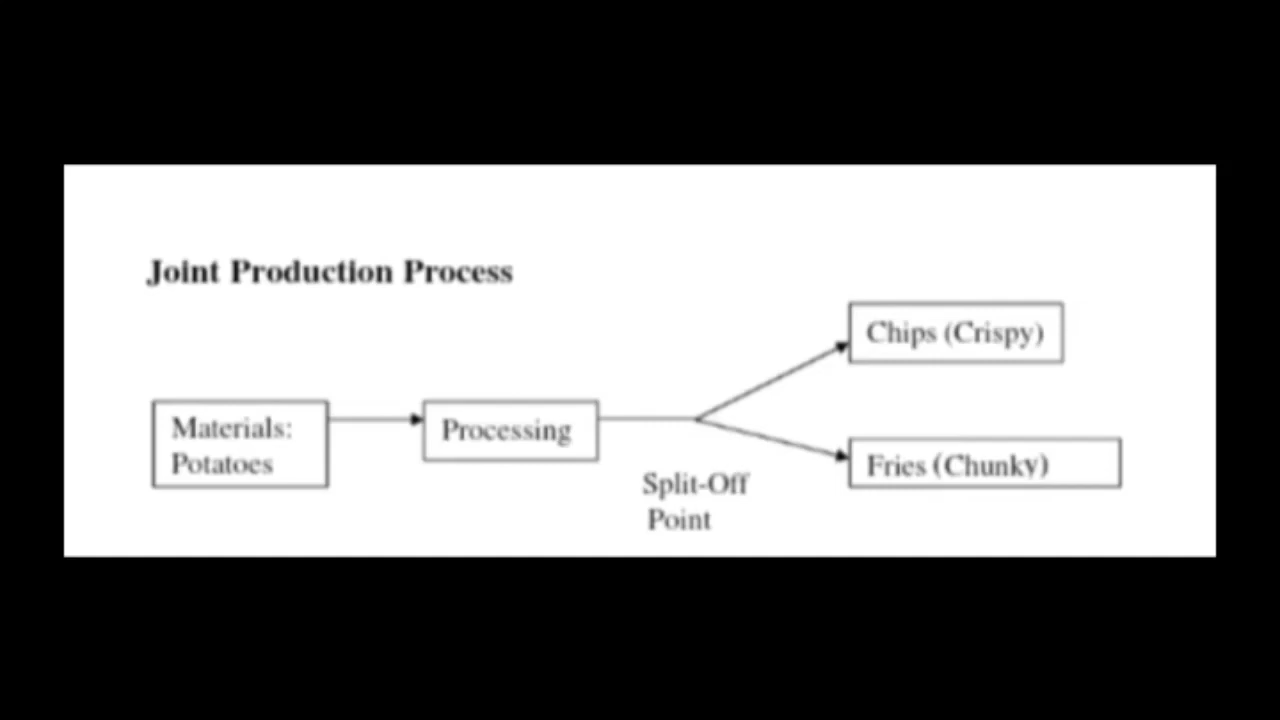 Joint Production Process
Chips (Crispy)
Materials:
Potatoes
Processing
Fries (Chunky)
Split-Off
Point